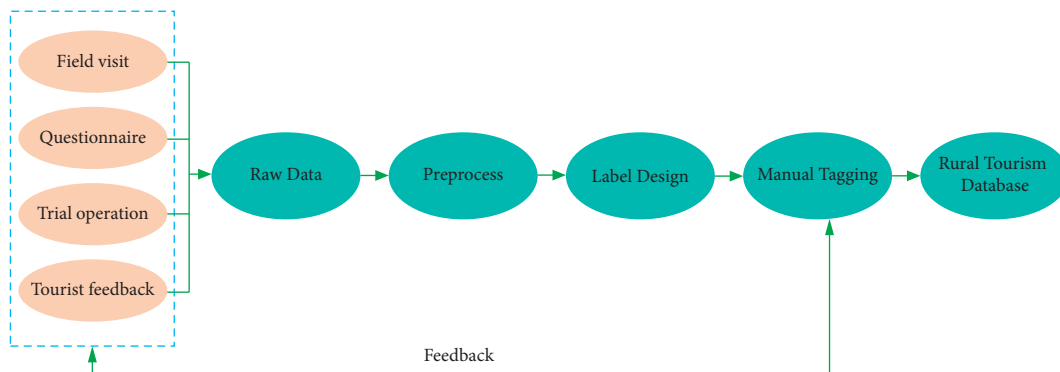 Field visit
Questionnaire
Trial operation
Tourist feedback
Raw Data
Preprocess
Label Design
Manual Tagging
Rural Tourism
Database
Feedback